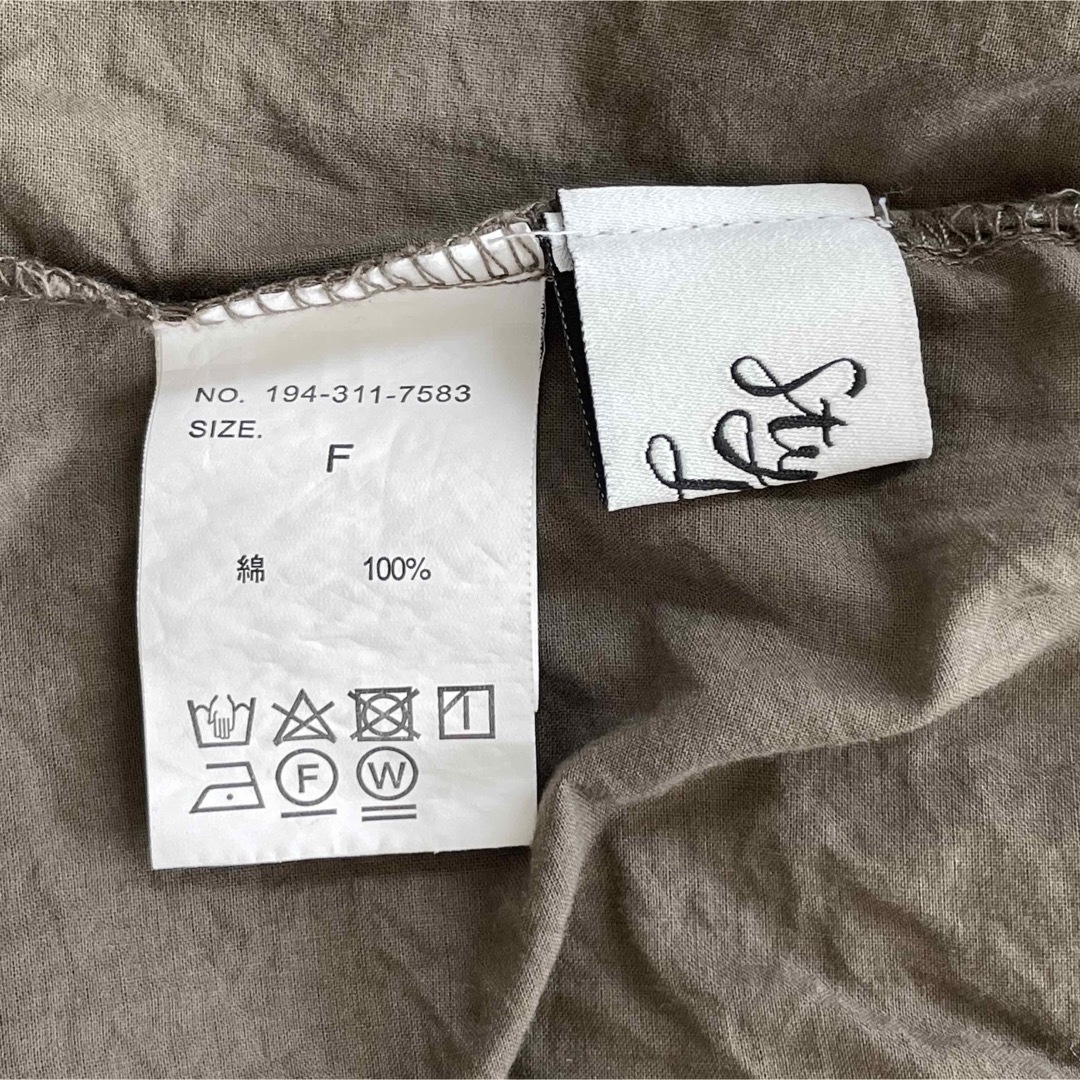 NO. 194-311-7583
SIZE.
F
綿 100%
F W